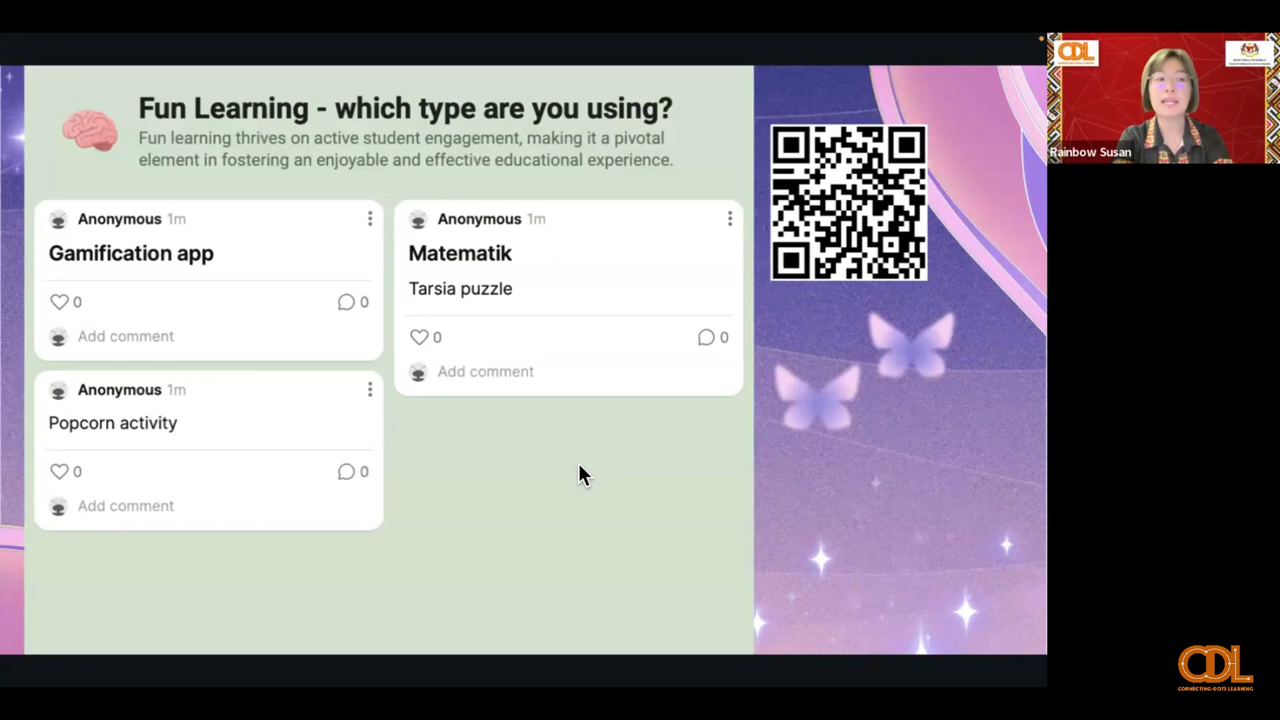 Fun Learning - which type are you using?
Fun learning thrives on active student engagement, making it a pivotal
element in fostering an enjoyable and effective educational experience.
Anonymous 1m
Gamification app
0 0
Add comment
Anonymous 1m
Matematik
Tarsia puzzle
0 0
Add comment
Anonymous 1m
Popcorn activity
0 0
Add comment
CDL
Rainbow Susan
CDL
CONNECTING-DOTS LEARNING